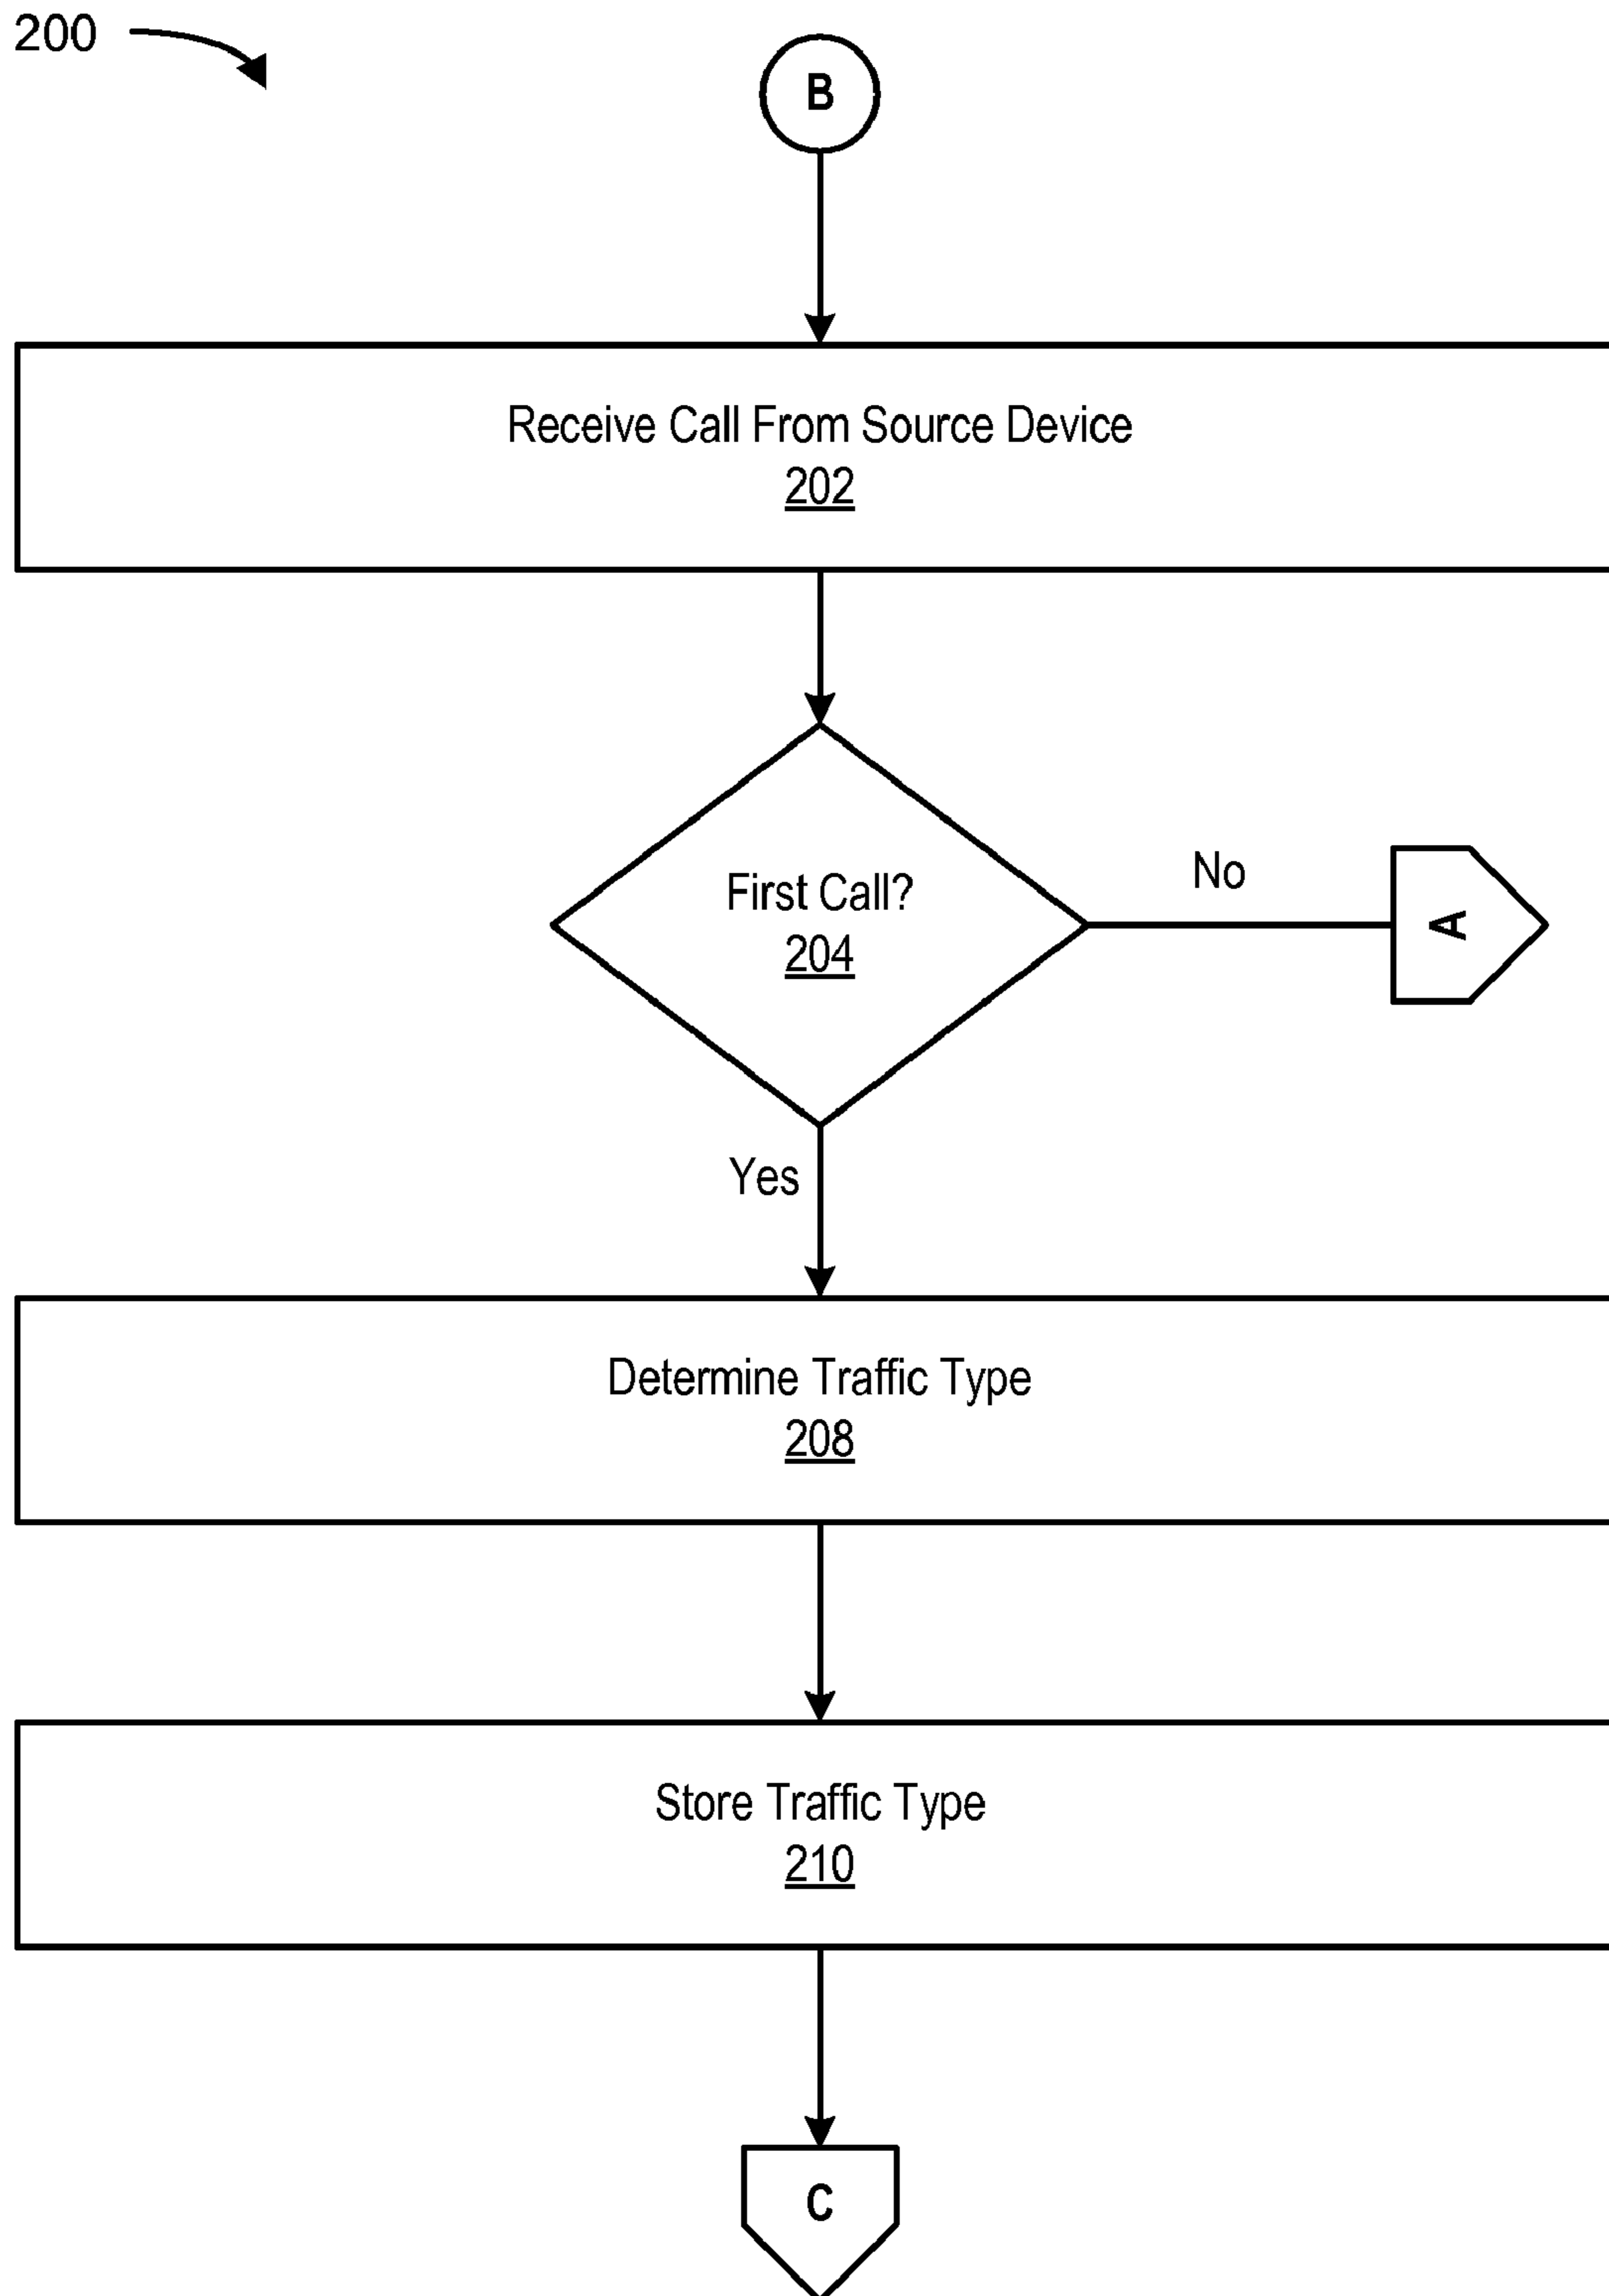 200
B
Receive Call From Source Device
202
First Call?
204
No
A
Yes
Determine Traffic Type
208
Store Traffic Type
210
C